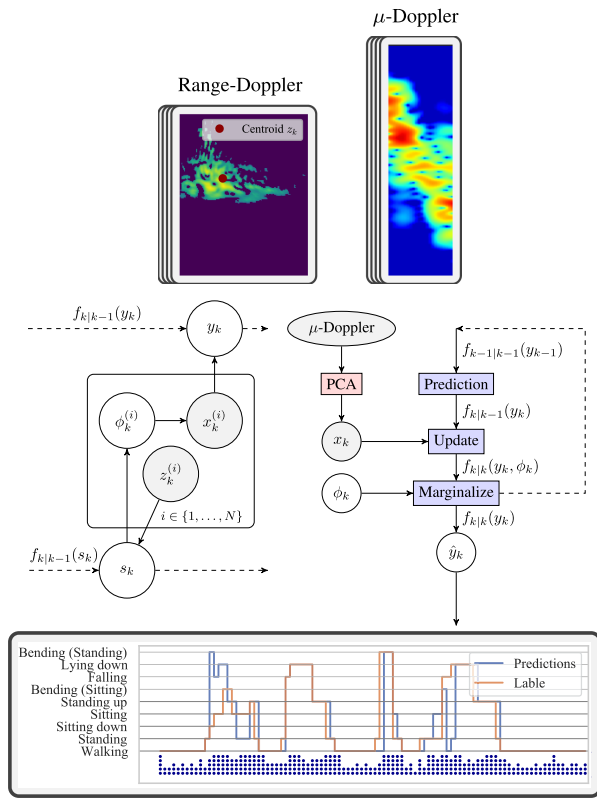 μ-Doppler
Range-Doppler
Centroid z_k
f_{k|k-1}(y_k)
y_k
ϕ_k^{(i)}
x_k^{(i)}
z_k^{(i)}
i ∈ {1, …, N}
f_{k|k-1}(s_k)
s_k
μ-Doppler
f_{k-1|k-1}(y_{k-1})
PCA
Prediction
f_{k|k-1}(y_k)
x_k
Update
f_{k|k}(y_k, ϕ_k)
ϕ_k
Marginalize
f_{k|k}(y_k)
ŷ_k
Bending (Standing)
Lying down
Falling
Bending (Sitting)
Standing up
Sitting
Sitting down
Standing
Walking
Predictions
Lable